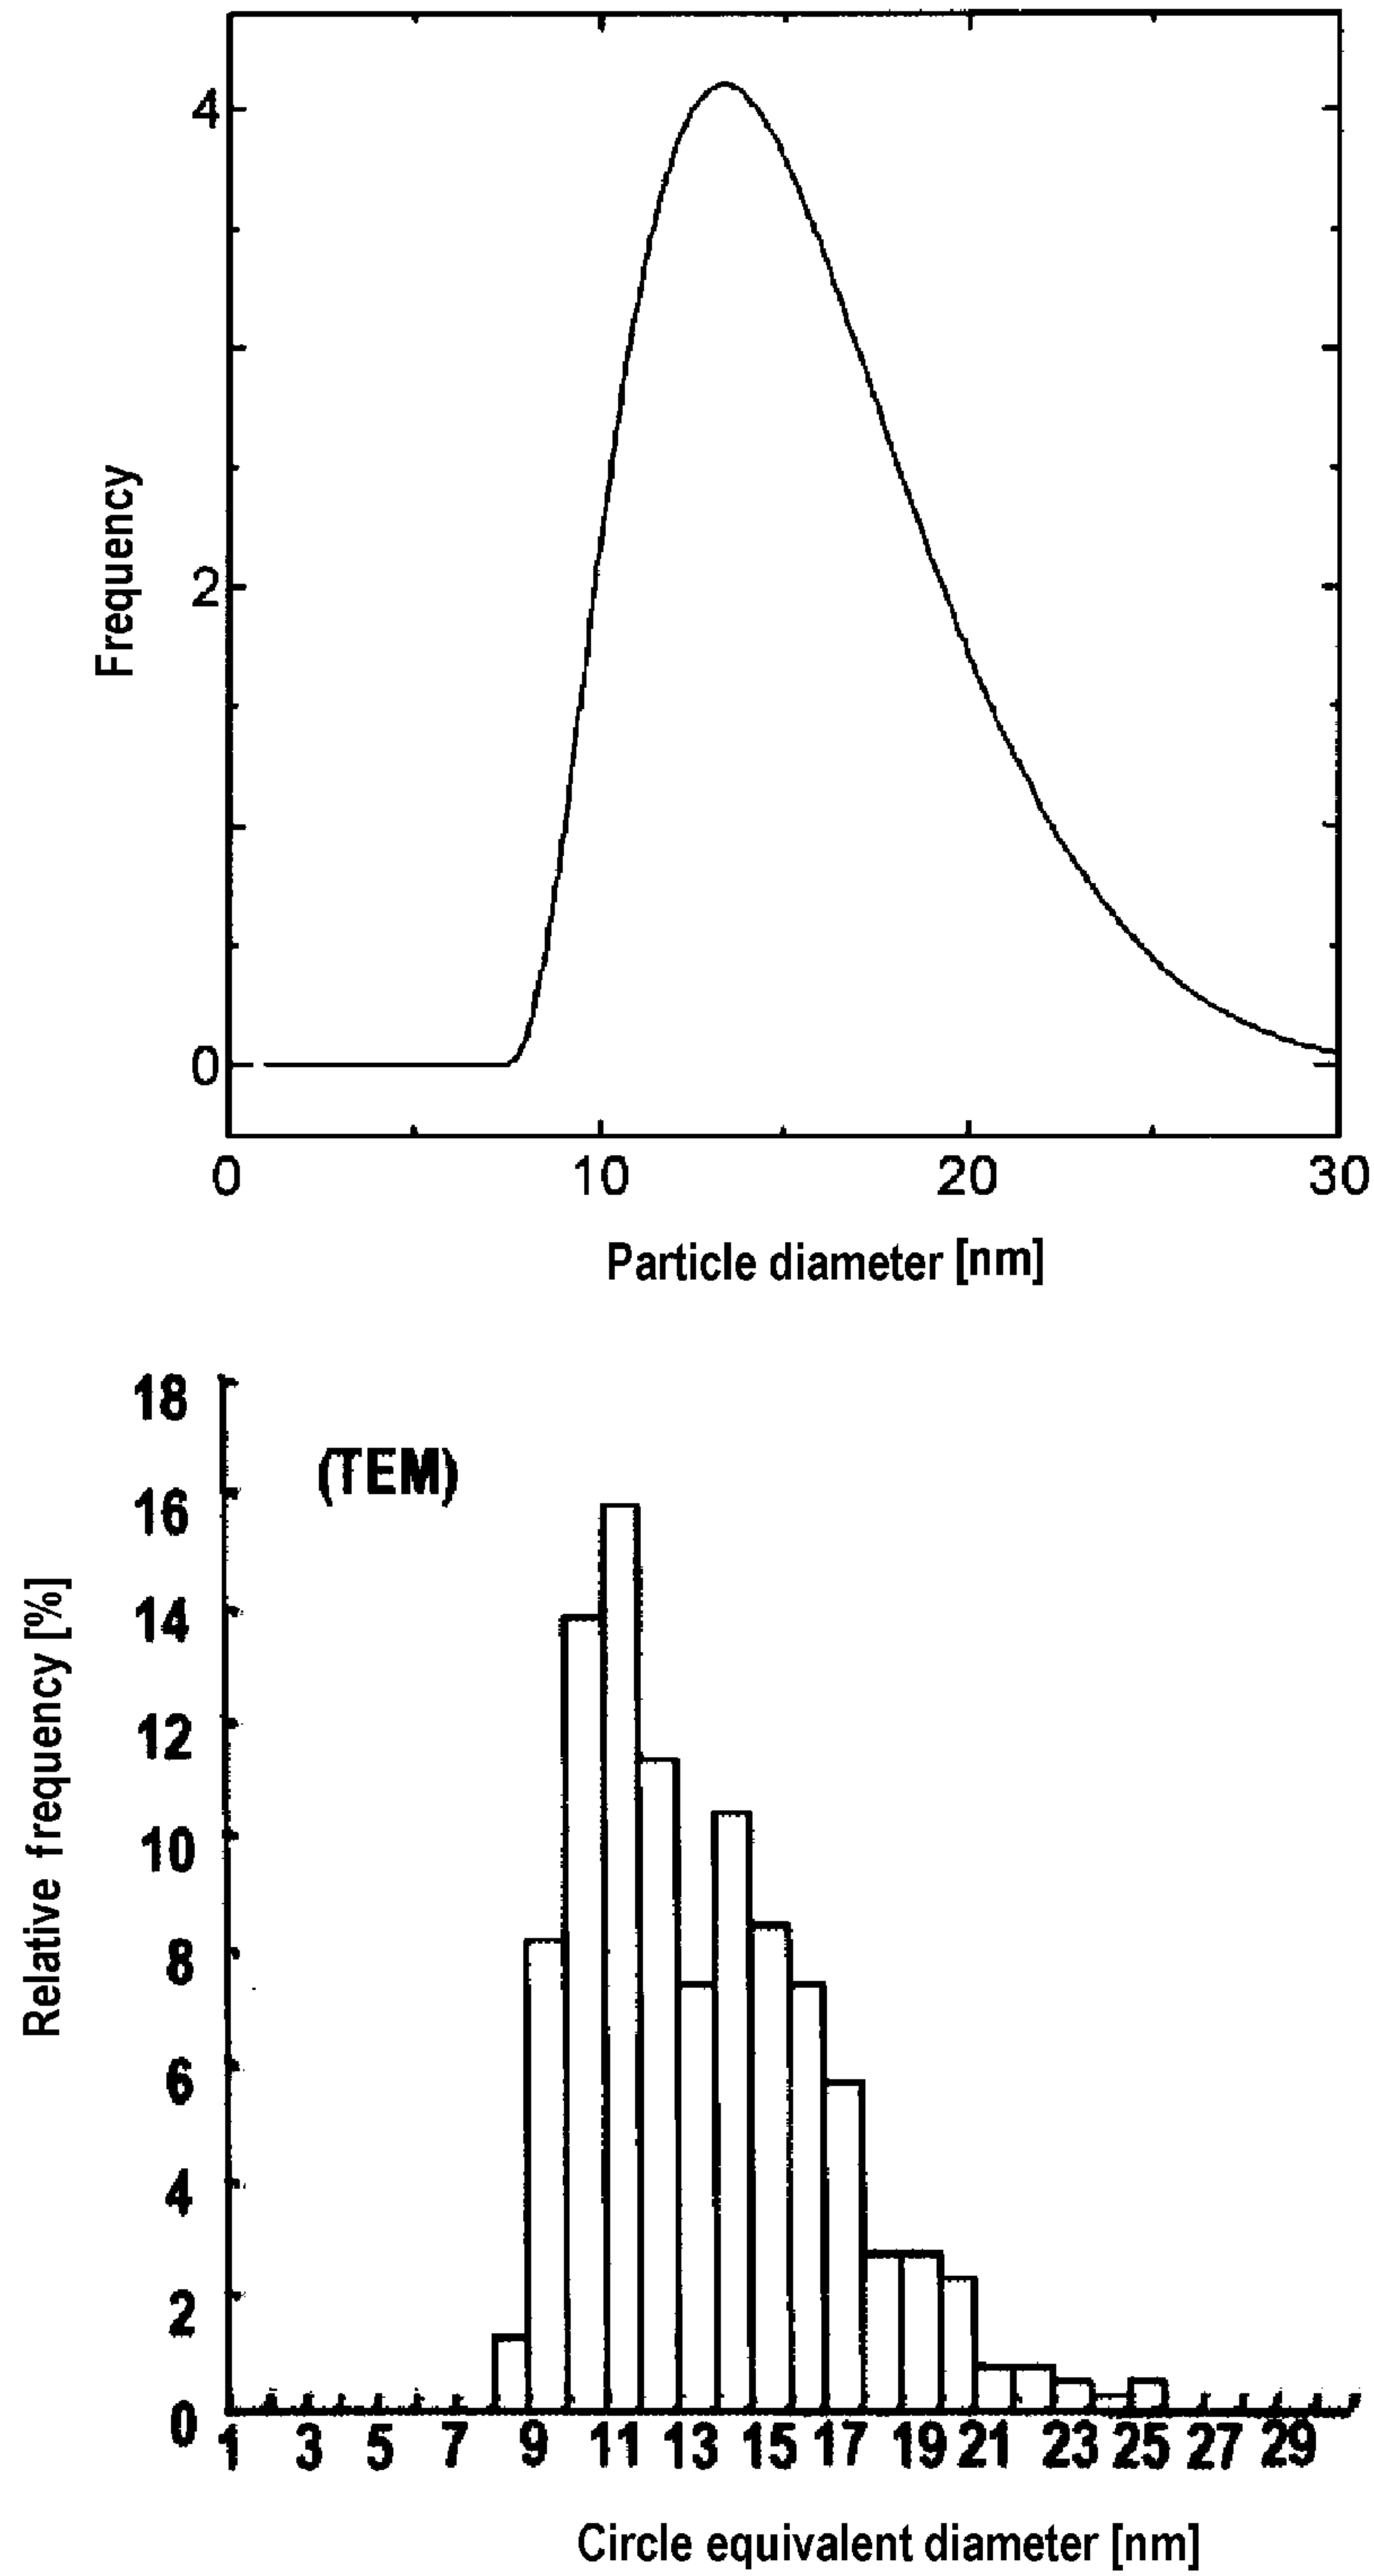 4
2
0
Frequency
0 10 20 30
Particle diameter [nm]
18
(TEM)
16
14
12
10
8
6
4
2
0
Relative frequency [%]
1 3 5 7 9 11 13 15 17 19 21 23 25 27 29
Circle equivalent diameter [nm]